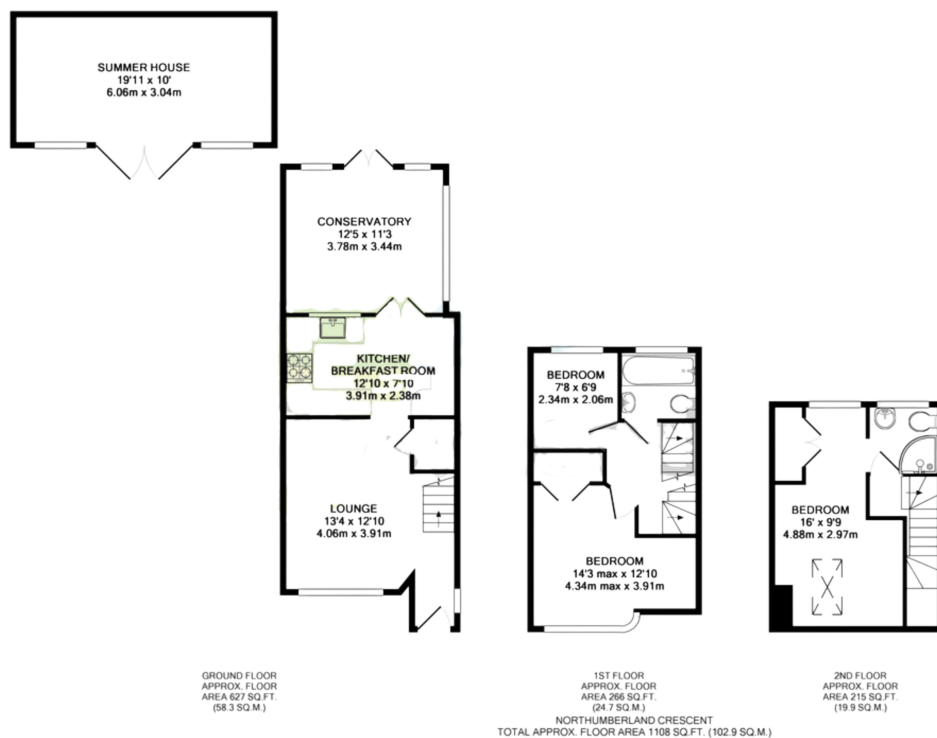 SUMMER HOUSE
19'11 x 10'
6.06m x 3.04m
CONSERVATORY
12'5 x 11'3
3.78m x 3.44m
KITCHEN/
BREAKFAST ROOM
12'10 x 7'10
3.91m x 2.38m
LOUNGE
13'4 x 12'10
4.06m x 3.91m
BEDROOM
7'8 x 6'9
2.34m x 2.06m
BEDROOM
14'3 max x 12'10
4.34m max x 3.91m
BEDROOM
16' x 9'9
4.88m x 2.97m
GROUND FLOOR
APPROX. FLOOR
AREA 627 SQ.FT.
(58.3 SQ.M.)
1ST FLOOR
APPROX. FLOOR
AREA 266 SQ.FT.
(24.7 SQ.M.)
2ND FLOOR
APPROX. FLOOR
AREA 215 SQ.FT.
(19.9 SQ.M.)
NORTHUMBERLAND CRESCENT
TOTAL APPROX. FLOOR AREA 1108 SQ.FT. (102.9 SQ.M.)